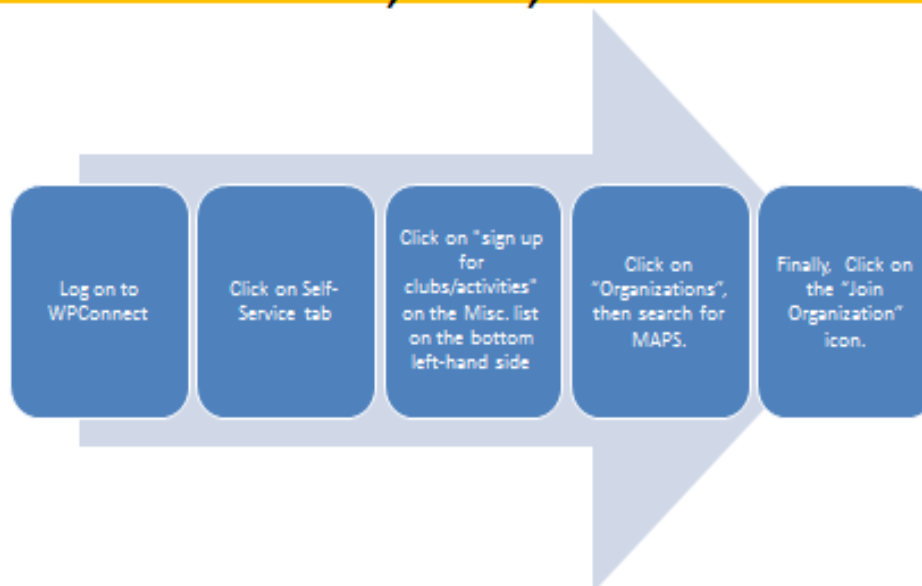 Log on to
WPConnect
Click on Self-
Service tab
Click on "sign up
for
clubs/activities"
on the Misc. list
on the bottom
left-hand side
Click on
“Organizations”,
then search for
MAPS.
Finally, Click on
the “Join
Organization”
icon.